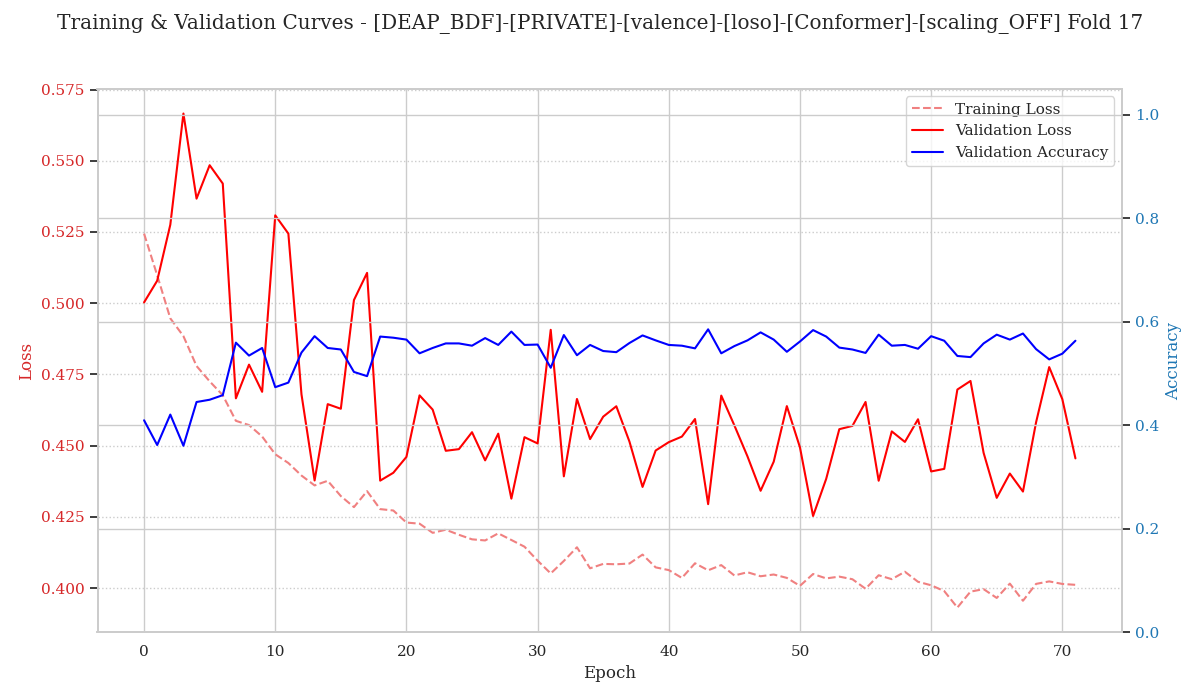 Training & Validation Curves - [DEAP_BDF]-[PRIVATE]-[valence]-[loso]-[Conformer]-[scaling_OFF] Fold 17
Training Loss
Validation Loss
Validation Accuracy
Loss
0.575
0.550
0.525
0.500
0.475
0.450
0.425
0.400
Accuracy
1.0
0.8
0.6
0.4
0.2
0.0
0 10 20 30 40 50 60 70
Epoch